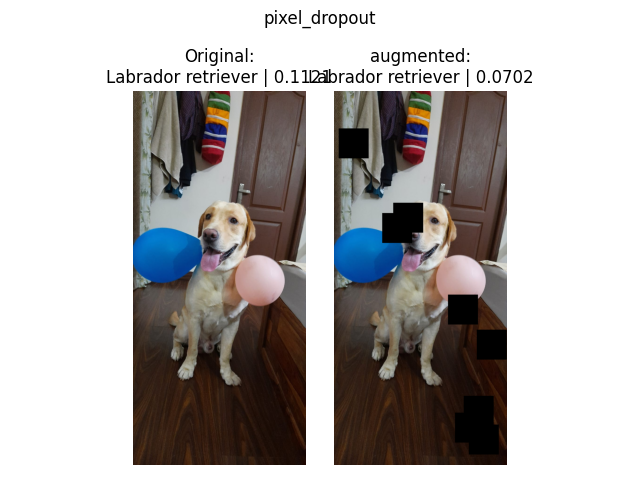 pixel_dropout
Original:
Labrador retriever | 0.1121
augmented:
Labrador retriever | 0.0702